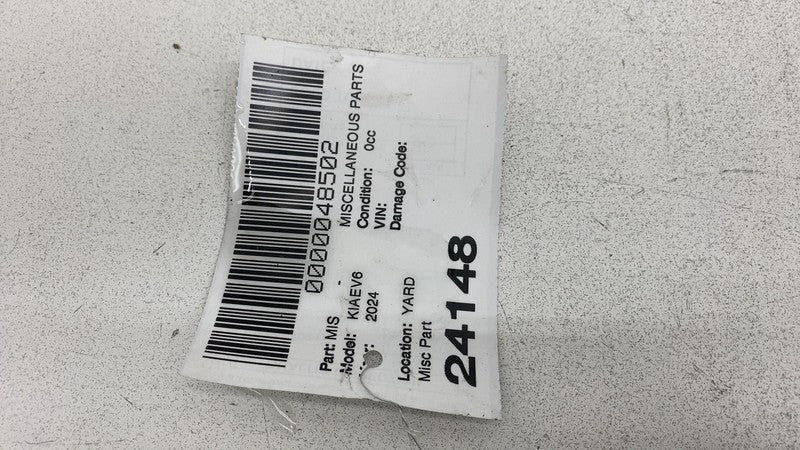 0000048502
Part: MIS -
MISCELLANEOUS PARTS
Model: KIAEV6
Condition: 0cc
2024
VIN:
Damage Code:
Location: YARD
Misc Part
24148